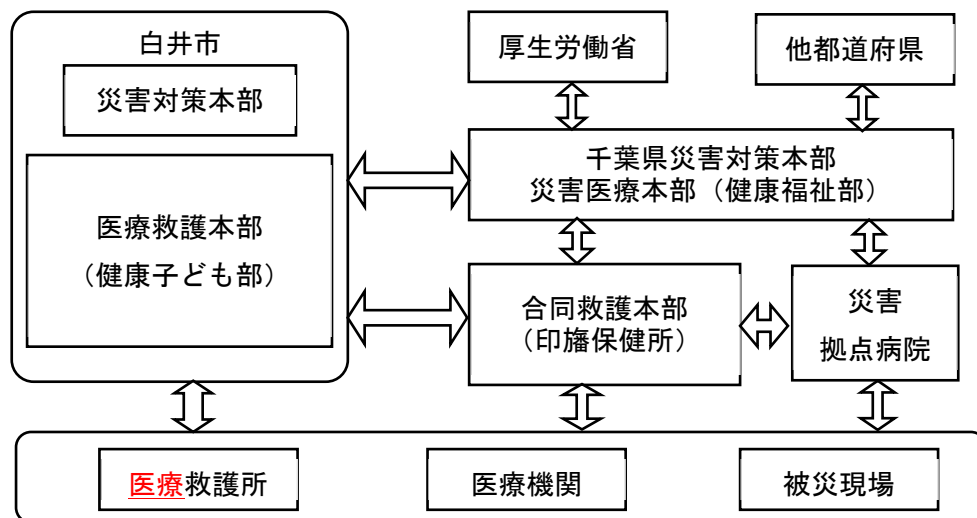 白井市
災害対策本部
医療救護本部
（健康子ども部）
厚生労働省
他都道府県
千葉県災害対策本部
災害医療本部（健康福祉部）
合同救護本部
（印旛保健所）
災害
拠点病院
医療救護所
医療機関
被災現場